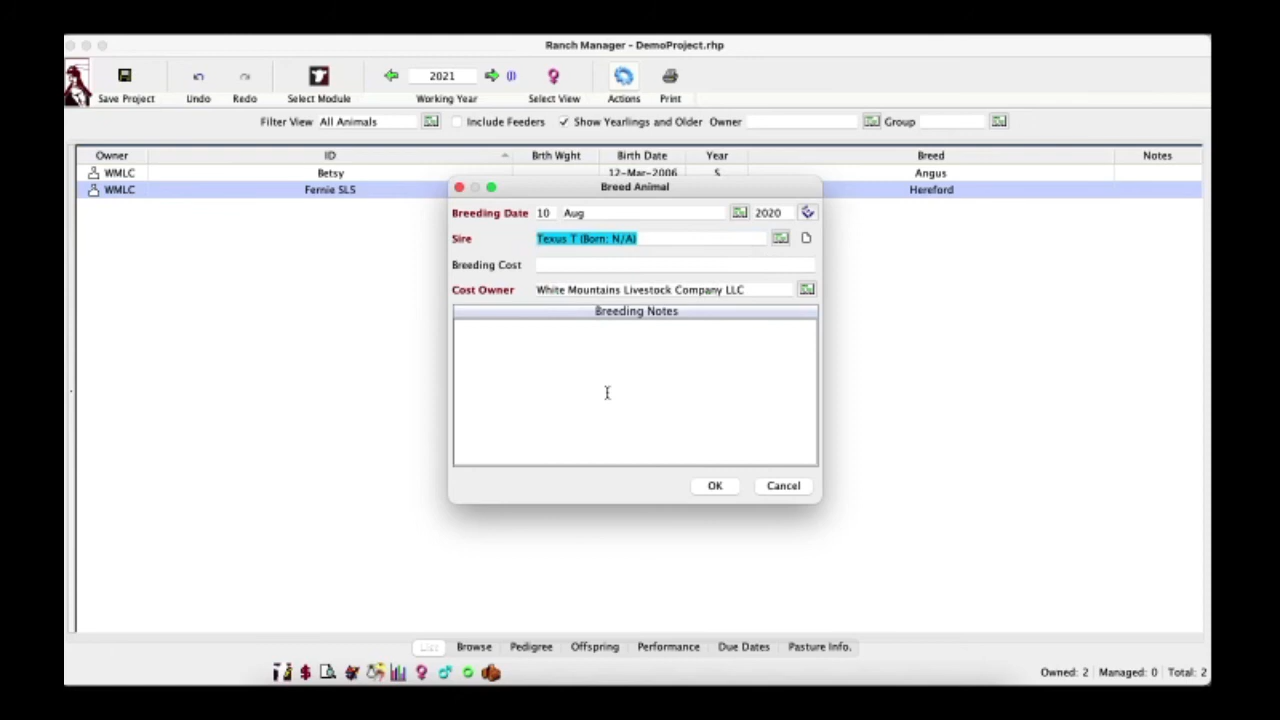 Ranch Manager - DemoProject.rhp
2021
Save Project Undo Redo Select Module Working Year Select View Actions Print
Filter View All Animals Include Feeders Show Yearlings and Older Owner Group
Owner ID Brth Wght Birth Date Year Breed Notes
WMLC Betsy 12-Mar-2006 S Angus
WMLC Fernie SLS Hereford
Breed Animal
Breeding Date 10 Aug 2020
Sire Texus T (Born: N/A)
Breeding Cost
Cost Owner White Mountains Livestock Company LLC
Breeding Notes
OK Cancel
List Browse Pedigree Offspring Performance Due Dates Pasture Info.
Owned: 2 Managed: 0 Total: 2